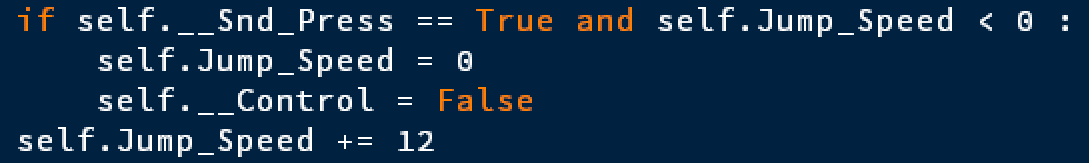 if self.__Snd_Press == True and self.Jump_Speed < 0 :
    self.Jump_Speed = 0
    self.__Control = False
self.Jump_Speed += 12